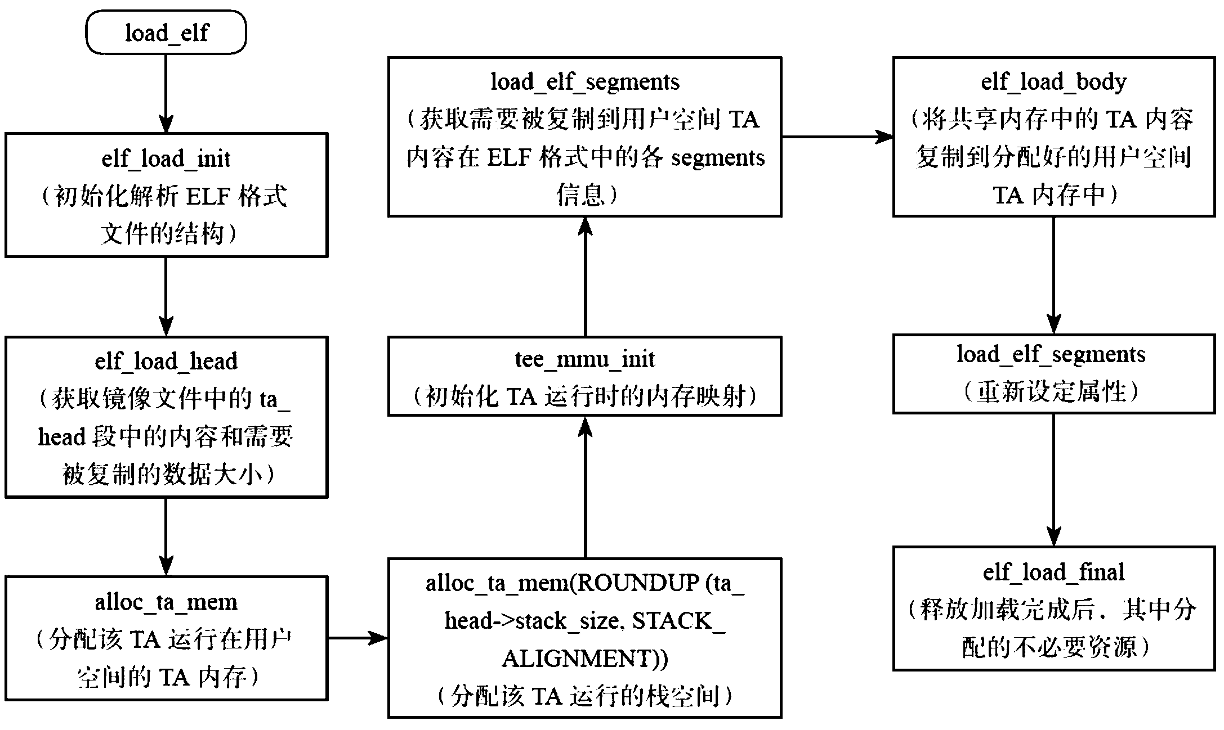 load_elf
elf_load_init
（初始化解析 ELF 格式
文件的结构）
elf_load_head
（获取镜像文件中的 ta_
head 段中的内容和需要
被复制的数据大小）
alloc_ta_mem
（分配该 TA 运行在用户
空间的 TA 内存）
alloc_ta_mem(ROUNDUP (ta_
head->stack_size, STACK_
ALIGNMENT))
（分配该 TA 运行的栈空间）
tee_mmu_init
（初始化 TA 运行时的内存映射）
load_elf_segments
（获取需要被复制到用户空间 TA
内容在 ELF 格式中的各 segments
信息）
elf_load_body
（将共享内存中的 TA 内容
复制到分配好的用户空间
TA 内存中）
load_elf_segments
（重新设定属性）
elf_load_final
（释放加载完成后，其中分
配的不必要资源）